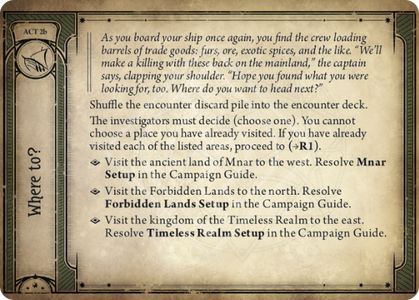 ACT 2b
Where to?
As you board your ship once again, you find the crew loading
barrels of trade goods: furs, ore, exotic spices, and the like. “We’ll
make a killing with these back on the mainland,” the captain
says, clapping your shoulder. “Hope you found what you were
looking for, too. Where do you want to head next?”
Shuffle the encounter discard pile into the encounter deck.
The investigators must decide (choose one). You cannot
choose a place you have already visited. If you have already
visited each of the listed areas, proceed to (→R1).
Visit the ancient land of Mnar to the west. Resolve Mnar
Setup in the Campaign Guide.
Visit the Forbidden Lands to the north. Resolve
Forbidden Lands Setup in the Campaign Guide.
Visit the kingdom of the Timeless Realm to the east.
Resolve Timeless Realm Setup in the Campaign Guide.